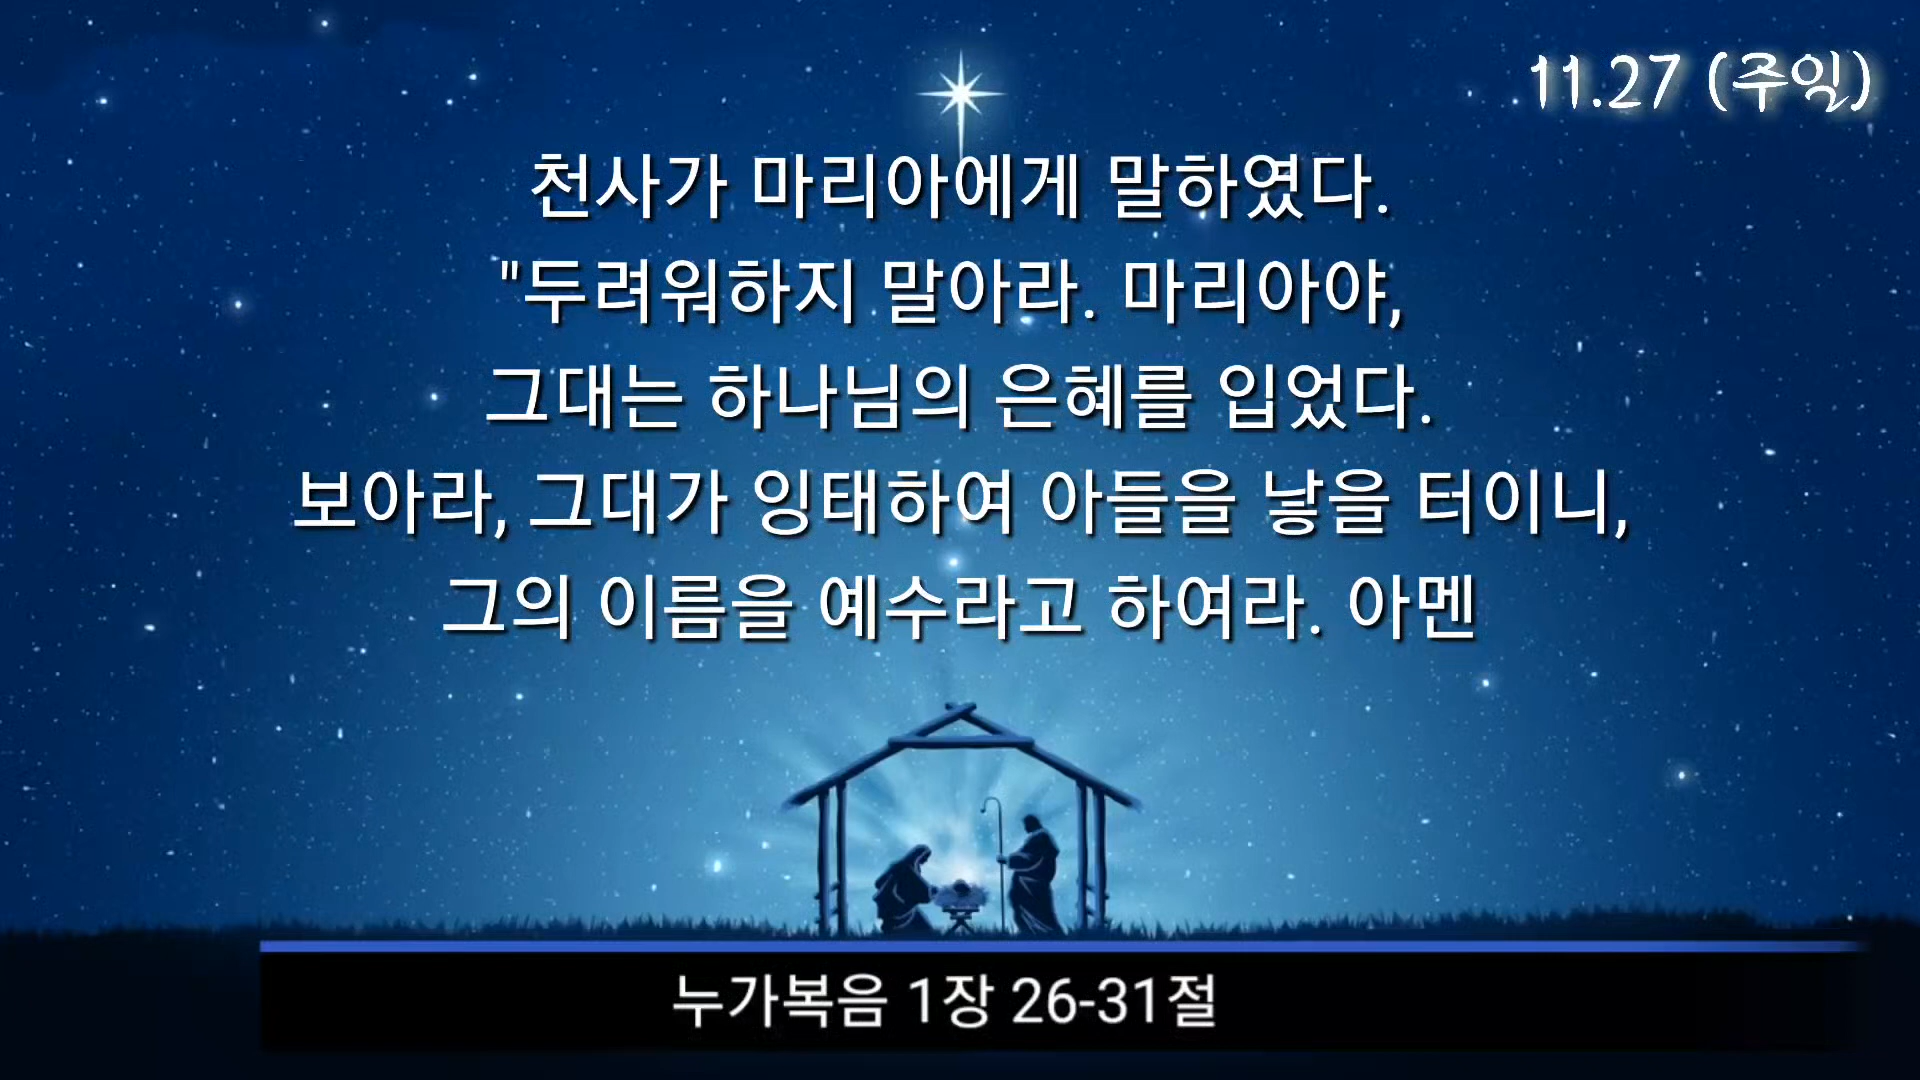 11.27 (주일)
천사가 마리아에게 말하였다.
"두려워하지 말아라. 마리아야,
그대는 하나님의 은혜를 입었다.
보아라, 그대가 잉태하여 아들을 낳을 터이니,
그의 이름을 예수라고 하여라. 아멘
누가복음 1장 26-31절